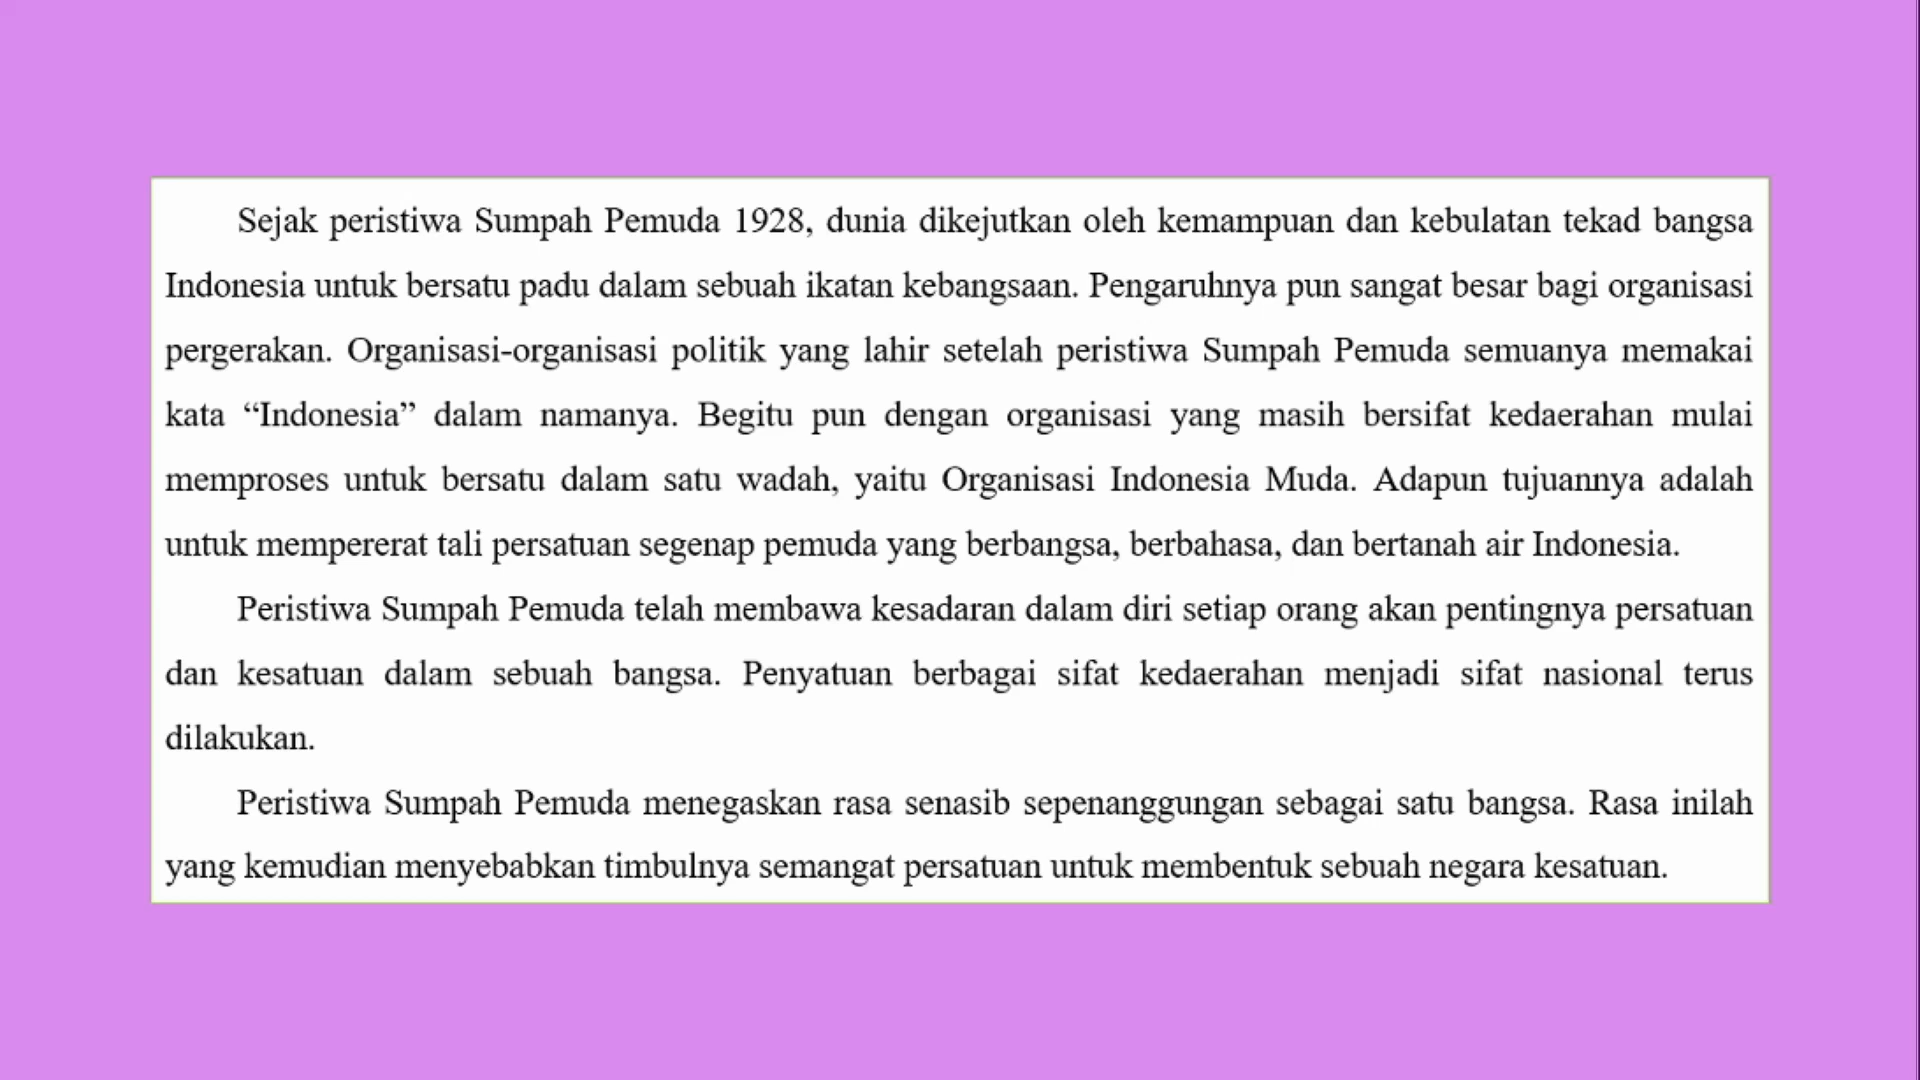 Sejak peristiwa Sumpah Pemuda 1928, dunia dikejutkan oleh kemampuan dan kebulatan tekad bangsa
Indonesia untuk bersatu padu dalam sebuah ikatan kebangsaan. Pengaruhnya pun sangat besar bagi organisasi
pergerakan. Organisasi-organisasi politik yang lahir setelah peristiwa Sumpah Pemuda semuanya memakai
kata “Indonesia” dalam namanya. Begitu pun dengan organisasi yang masih bersifat kedaerahan mulai
memproses untuk bersatu dalam satu wadah, yaitu Organisasi Indonesia Muda. Adapun tujuannya adalah
untuk mempererat tali persatuan segenap pemuda yang berbangsa, berbahasa, dan bertanah air Indonesia.
Peristiwa Sumpah Pemuda telah membawa kesadaran dalam diri setiap orang akan pentingnya persatuan
dan kesatuan dalam sebuah bangsa. Penyatuan berbagai sifat kedaerahan menjadi sifat nasional terus
dilakukan.
Peristiwa Sumpah Pemuda menegaskan rasa senasib sepenanggungan sebagai satu bangsa. Rasa inilah
yang kemudian menyebabkan timbulnya semangat persatuan untuk membentuk sebuah negara kesatuan.